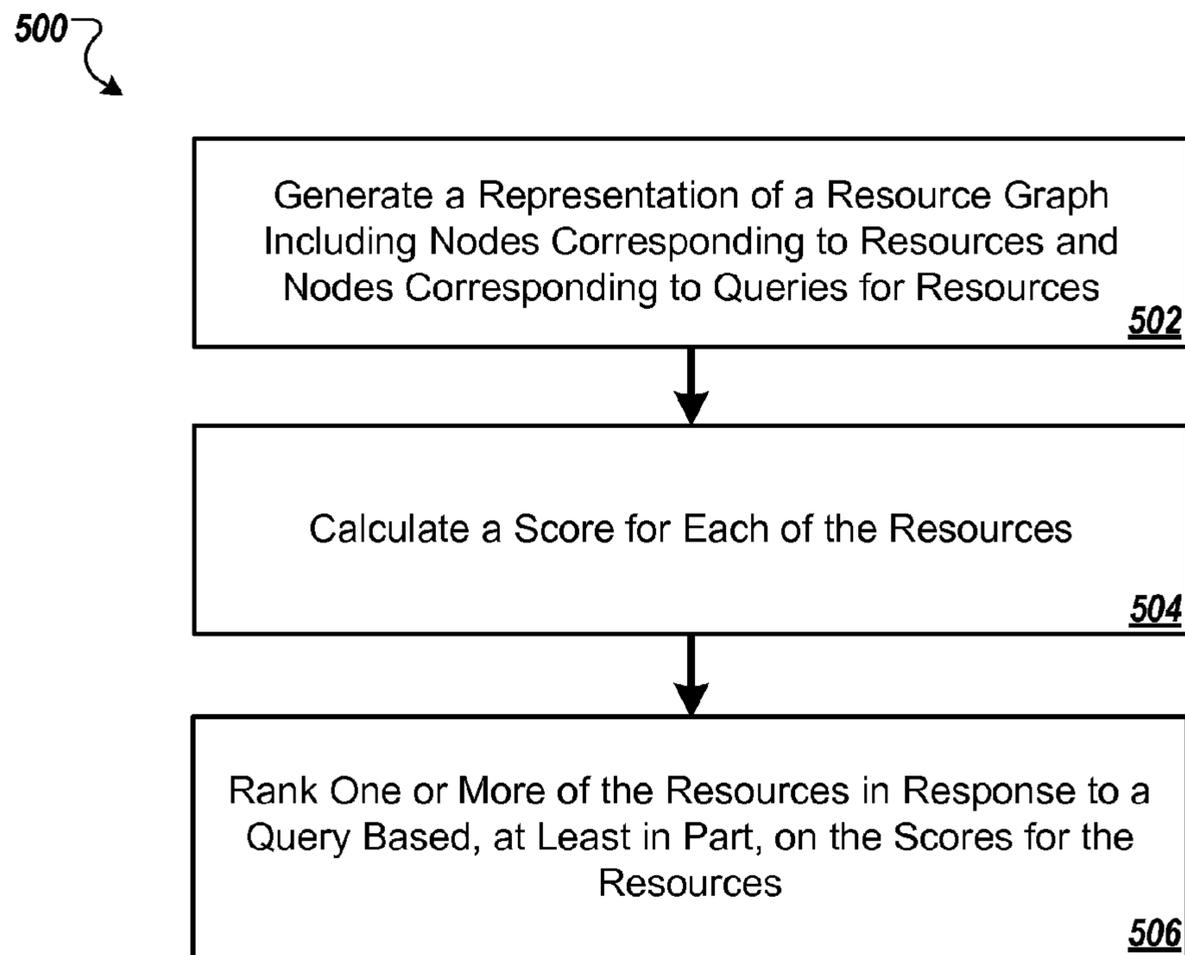 500
Generate a Representation of a Resource Graph
Including Nodes Corresponding to Resources and
Nodes Corresponding to Queries for Resources
502
Calculate a Score for Each of the Resources
504
Rank One or More of the Resources in Response to a
Query Based, at Least in Part, on the Scores for the
Resources
506